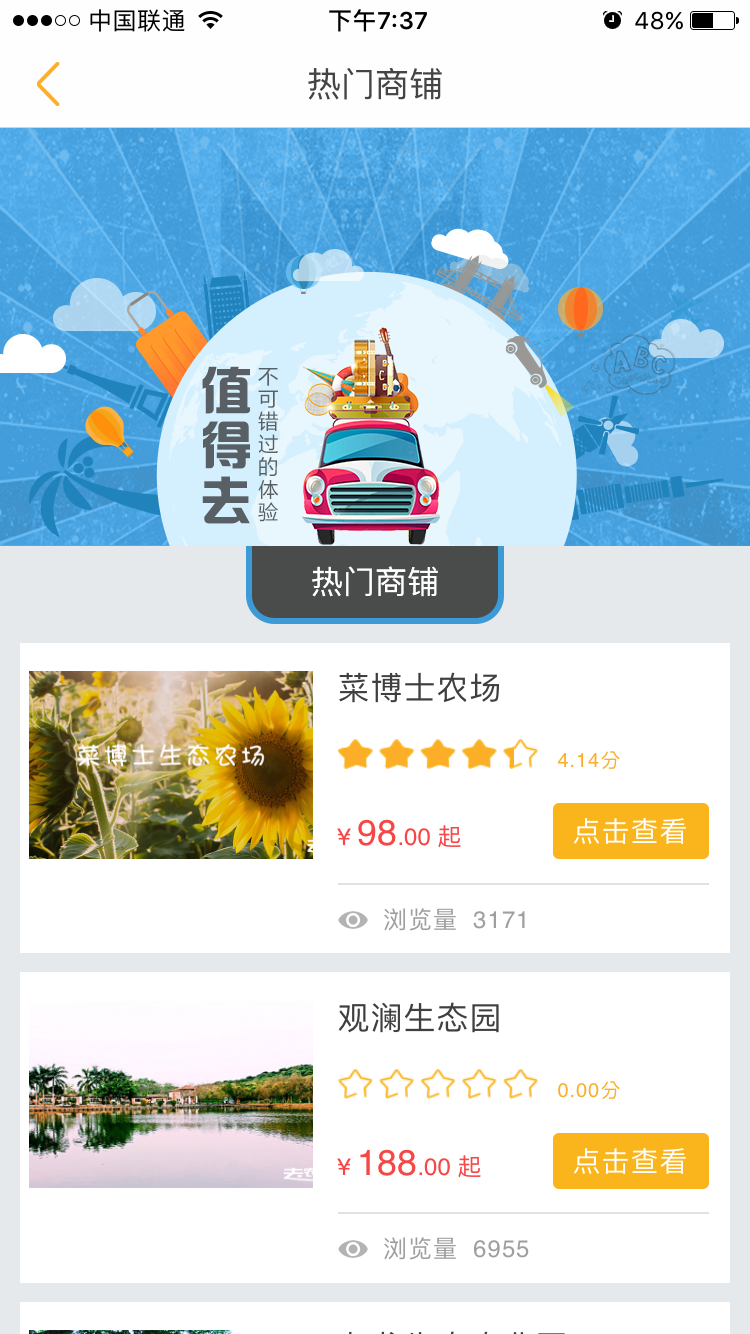 中国联通
下午7:37
48%
热门商铺
ABC
值得去
不可错过的体验
热门商铺
菜博士农场
菜博士生态农场
4.14分
¥ 98.00 起
点击查看
浏览量 3171
观澜生态园
0.00分
¥ 188.00 起
点击查看
去农
浏览量 6955